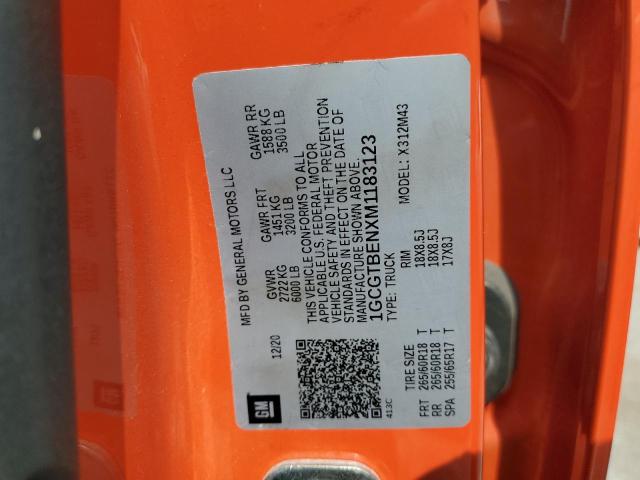 MFD BY GENERAL MOTORS LLC
12/20
GVWR GAWR FRT GAWR RR
2722 KG 1451 KG 1588 KG
6000 LB 3200 LB 3500 LB
THIS VEHICLE CONFORMS TO ALL
APPLICABLE U.S. FEDERAL MOTOR
VEHICLE SAFETY AND THEFT PREVENTION
STANDARDS IN EFFECT ON THE DATE OF
MANUFACTURE SHOWN ABOVE.
1GCGTBENXM1183123
TYPE: TRUCK MODEL: X312M43
GM
413C
TIRE SIZE RIM
FRT 265/60R18 T 18X8.5J
RR 265/60R18 T 18X8.5J
SPA 255/65R17 T 17X8J